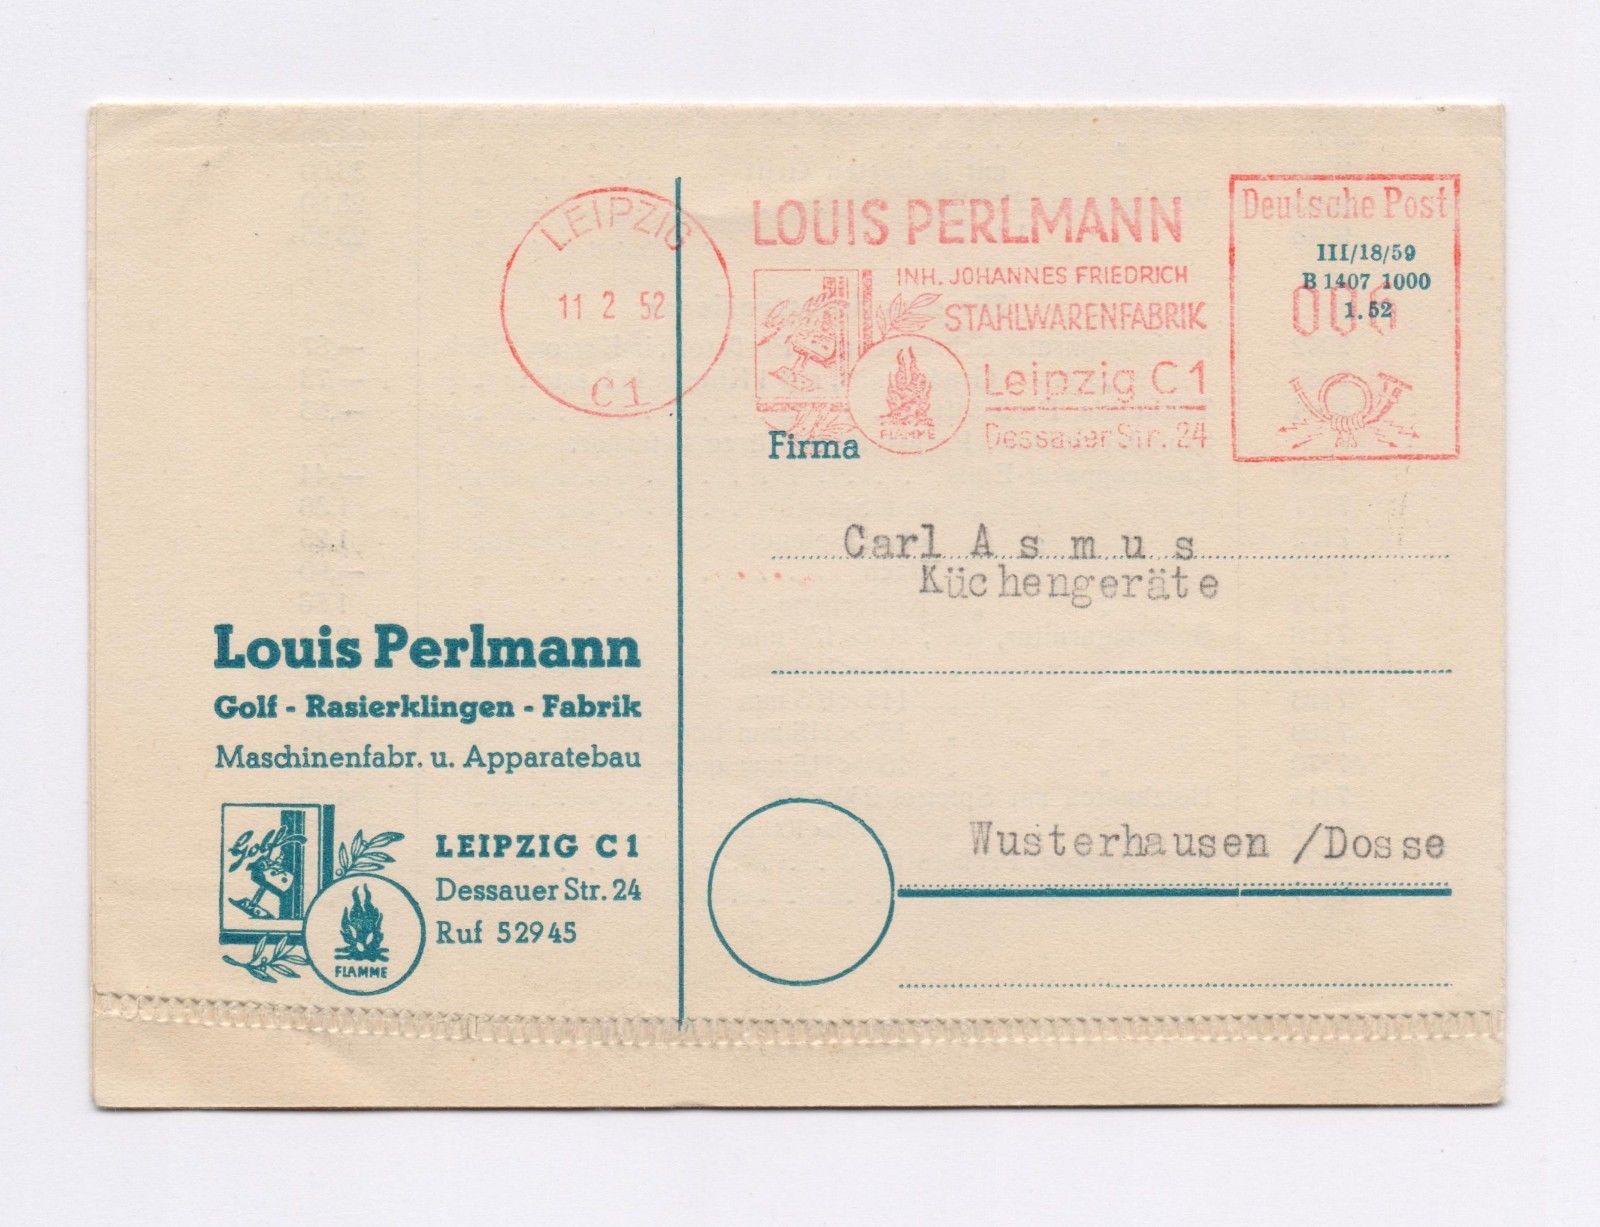 LEIPZIG
11 2 52
C1
LOUIS PERLMANN
INH. JOHANNES FRIEDRICH
STAHLWARENFABRIK
Leipzig C1
Dessauer Str. 24
Golf
FLAMME
Deutsche Post
III/18/59
B 1407 1000
1.52
006
Firma
Carl A s m u s
Küchengeräte
Wusterhausen /Dosse
Louis Perlmann
Golf - Rasierklingen - Fabrik
Maschinenfabr. u. Apparatebau
Golf
FLAMME
LEIPZIG C1
Dessauer Str. 24
Ruf 52945